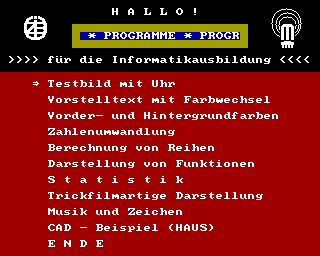 H A L L O !
* PROGRAMME * PROGR
>>>> für die Informatikausbildung <<<<
⇒ Testbild mit Uhr
Vorstelltext mit Farbwechsel
Vorder- und Hintergrundfarben
Zahlenumwandlung
Berechnung von Reihen
Darstellung von Funktionen
S t a t i s t i k
Trickfilmartige Darstellung
Musik und Zeichen
CAD - Beispiel (HAUS)
E N D E